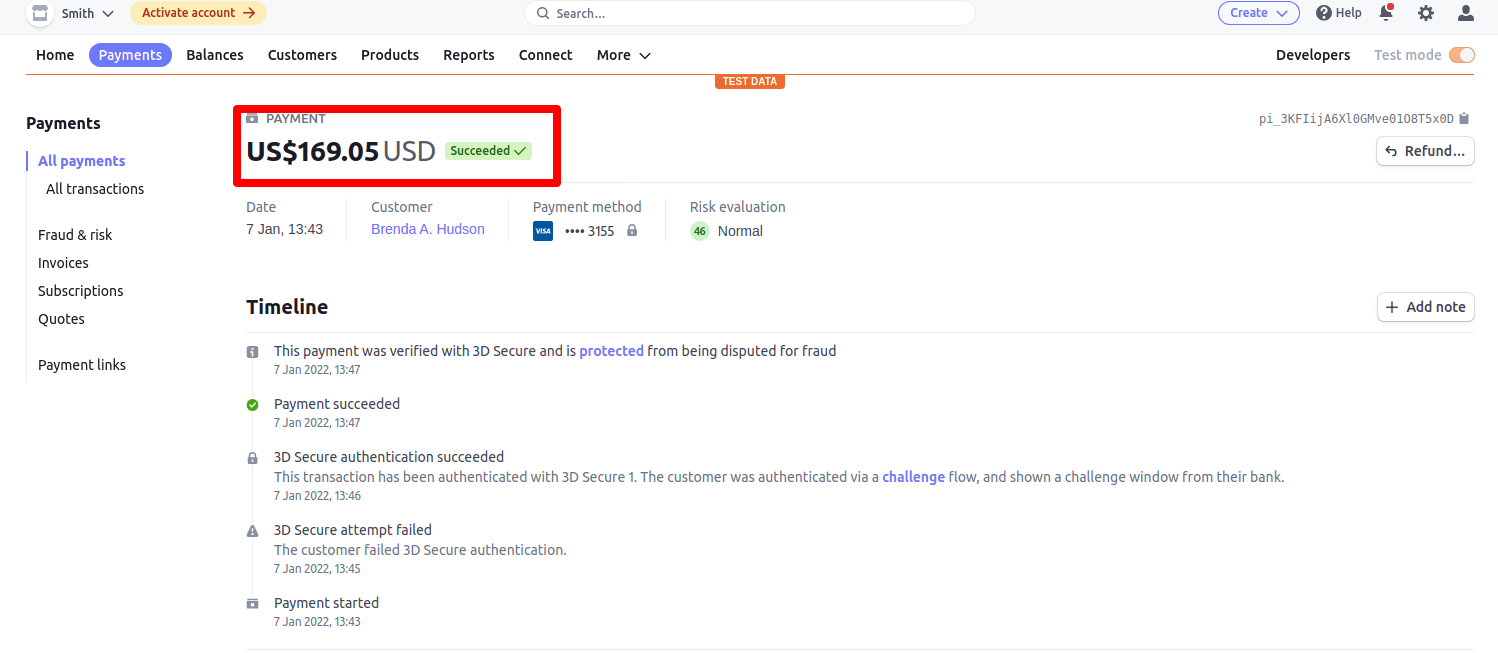 Smith
Activate account →
Search...
Create
Help
Home Payments Balances Customers Products Reports Connect More
Developers Test mode
TEST DATA
Payments
All payments
All transactions
Fraud & risk
Invoices
Subscriptions
Quotes
Payment links
PAYMENT
pi_3KFIijA6Xl0GMve01O8T5x0D
US$169.05 USD Succeeded ✓
Refund...
Date
7 Jan, 13:43
Customer
Brenda A. Hudson
Payment method
VISA •••• 3155
Risk evaluation
46 Normal
Timeline
+ Add note
This payment was verified with 3D Secure and is protected from being disputed for fraud
7 Jan 2022, 13:47
Payment succeeded
7 Jan 2022, 13:47
3D Secure authentication succeeded
This transaction has been authenticated with 3D Secure 1. The customer was authenticated via a challenge flow, and shown a challenge window from their bank.
7 Jan 2022, 13:46
3D Secure attempt failed
The customer failed 3D Secure authentication.
7 Jan 2022, 13:45
Payment started
7 Jan 2022, 13:43